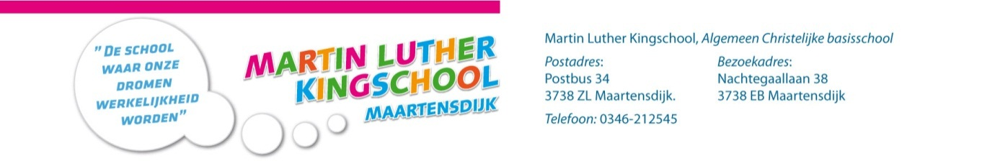 "De school
waar onze
dromen
werkelijkheid
worden"
MARTIN LUTHER
KINGSCHOOL
MAARTENSDIJK
Martin Luther Kingschool, Algemeen Christelijke basisschool
Postadres:
Postbus 34
3738 ZL Maartensdijk.
Bezoekadres:
Nachtegaallaan 38
3738 EB Maartensdijk
Telefoon: 0346-212545